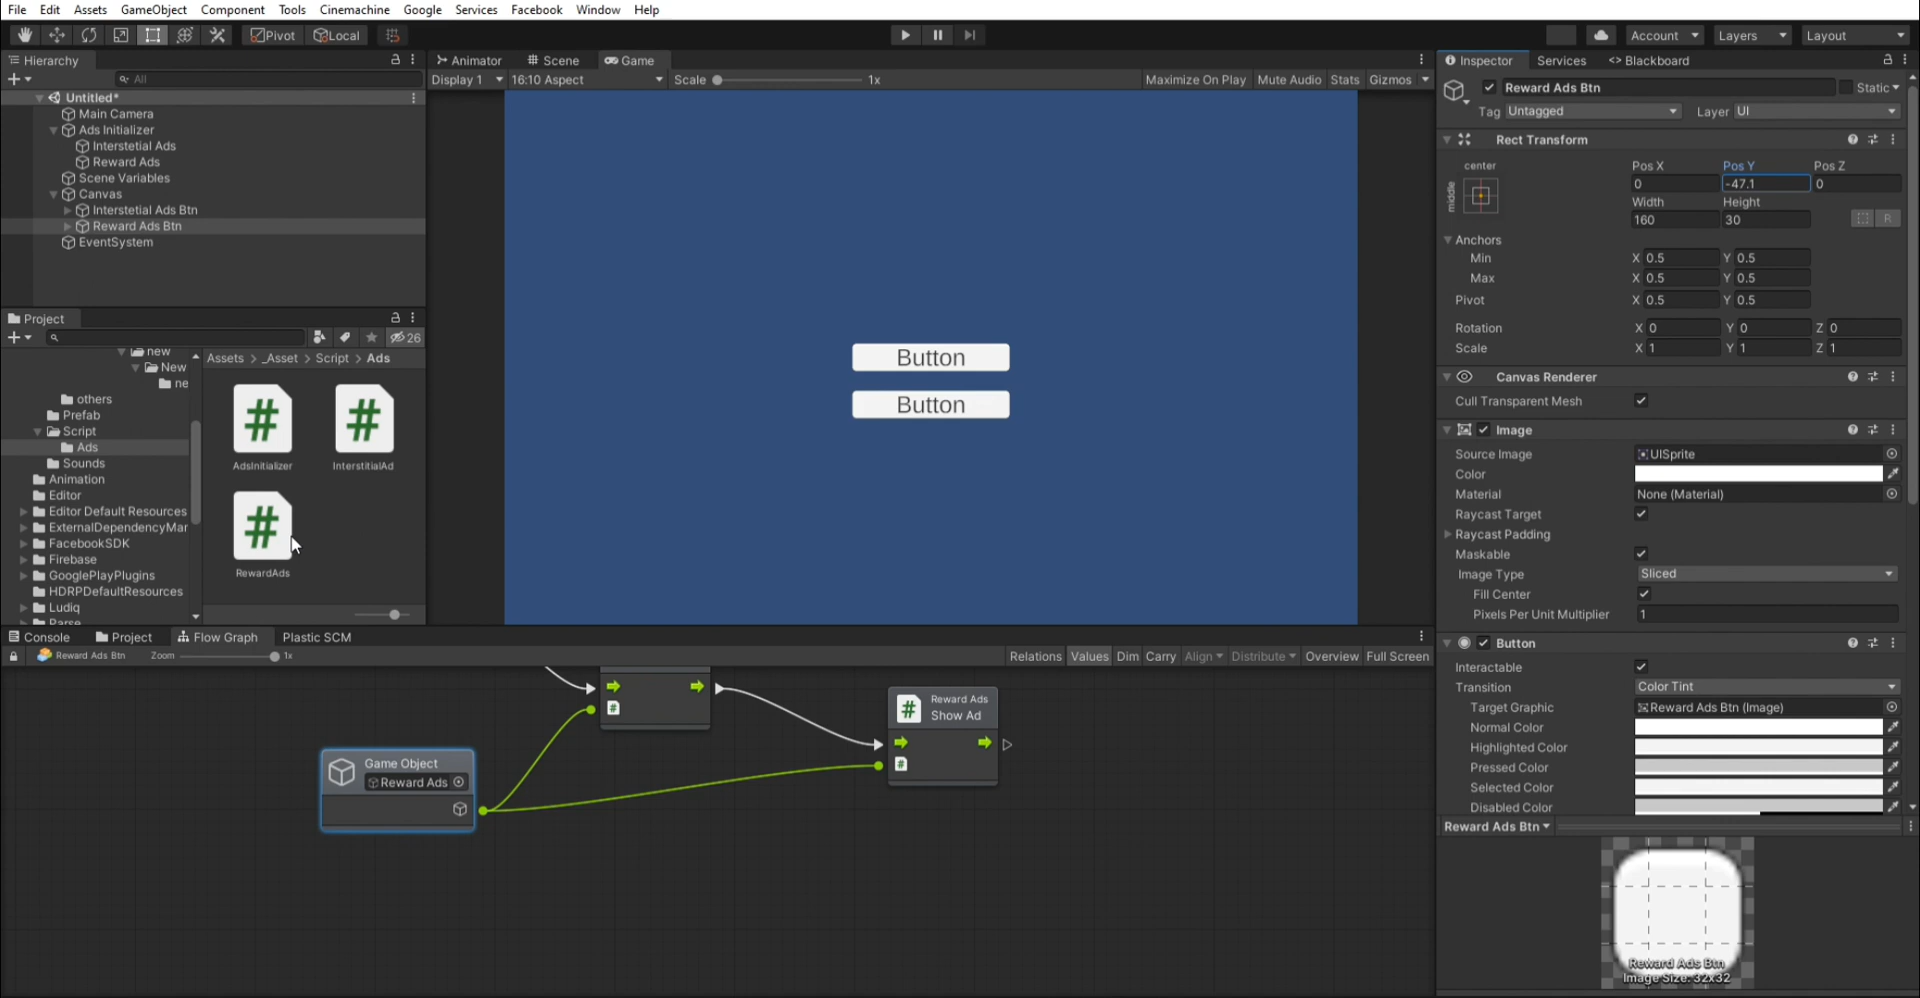 File Edit Assets GameObject Component Tools Cinemachine Google Services Facebook Window Help
Pivot Local Account Layers Layout
Hierarchy
All
Untitled*
Main Camera
Ads Initializer
Interstetial Ads
Reward Ads
Scene Variables
Canvas
Interstetial Ads Btn
Reward Ads Btn
EventSystem
Project
26
new
New
ne
others
Prefab
Script
Ads
Sounds
Animation
Editor
Editor Default Resources
ExternalDependencyMar
FacebookSDK
Firebase
GooglePlayPlugins
HDRPDefaultResources
Ludiq
Parse
Assets > _Asset > Script > Ads
#
#
AdsInitializer InterstitialAd
#
RewardAds
Animator Scene Game
Display 1 16:10 Aspect Scale 1x Maximize On Play Mute Audio Stats Gizmos
Button
Button
Console Project Flow Graph Plastic SCM
Reward Ads Btn Zoom 1x Relations Values Dim Carry Align Distribute Overview Full Screen
#
Game Object
Reward Ads
#
Reward Ads
Show Ad
#
Inspector Services <> Blackboard
Reward Ads Btn Static
Tag Untagged Layer UI
Rect Transform
center
middle
Pos X Pos Y Pos Z
0 -47.1 0
Width Height
160 30 R
Anchors
Min X 0.5 Y 0.5
Max X 0.5 Y 0.5
Pivot X 0.5 Y 0.5
Rotation X 0 Y 0 Z 0
Scale X 1 Y 1 Z 1
Canvas Renderer
Cull Transparent Mesh
Image
Source Image UISprite
Color
Material None (Material)
Raycast Target
Raycast Padding
Maskable
Image Type Sliced
Fill Center
Pixels Per Unit Multiplier 1
Button
Interactable
Transition Color Tint
Target Graphic Reward Ads Btn (Image)
Normal Color
Highlighted Color
Pressed Color
Selected Color
Disabled Color
Reward Ads Btn
Reward Ads Btn
Image Size: 32x32